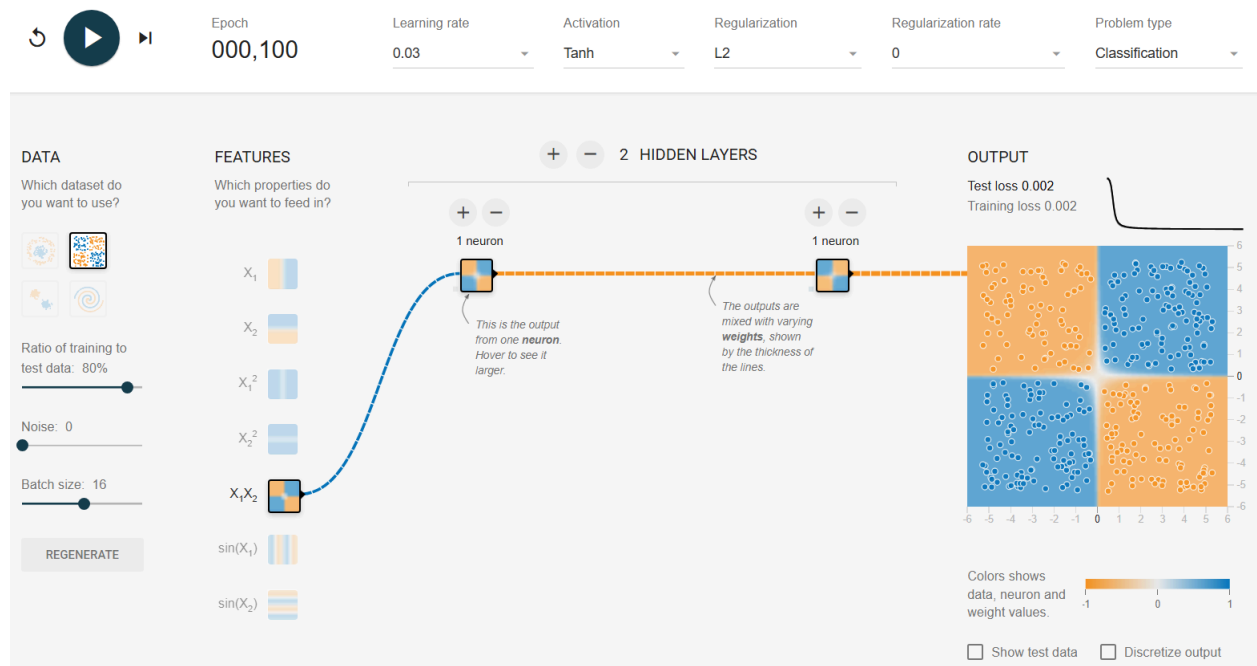 Epoch
000,100
Learning rate
0.03
Activation
Tanh
Regularization
L2
Regularization rate
0
Problem type
Classification
DATA
Which dataset do
you want to use?
Ratio of training to
test data: 80%
Noise: 0
Batch size: 16
REGENERATE
FEATURES
Which properties do
you want to feed in?
X₁
X₂
X₁²
X₂²
X₁X₂
sin(X₁)
sin(X₂)
+ − 2 HIDDEN LAYERS
+ −
1 neuron
This is the output
from one neuron.
Hover to see it
larger.
+ −
1 neuron
The outputs are
mixed with varying
weights, shown
by the thickness of
the lines.
OUTPUT
Test loss 0.002
Training loss 0.002
6
5
4
3
2
1
0
-1
-2
-3
-4
-5
-6
-6 -5 -4 -3 -2 -1 0 1 2 3 4 5 6
Colors shows
data, neuron and
weight values.
-1 0 1
Show test data
Discretize output